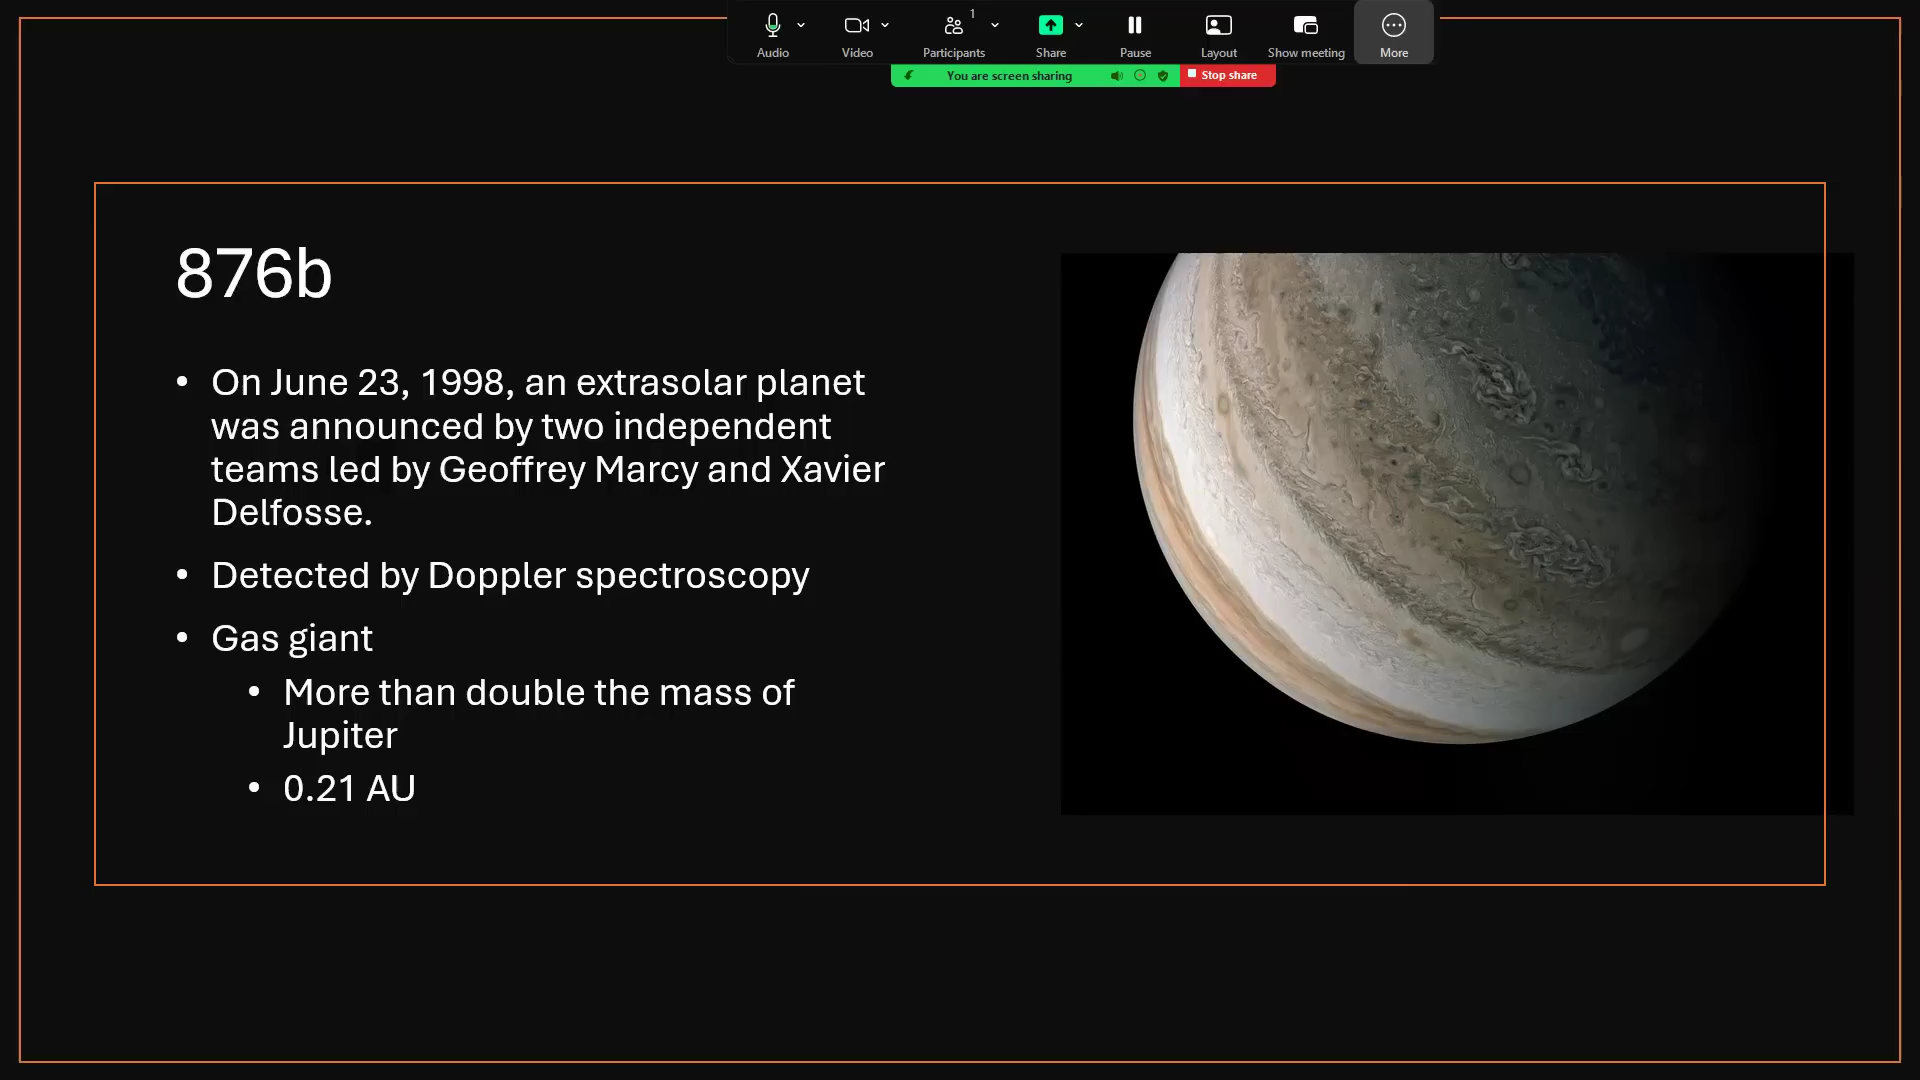 1
Audio
Video
Participants
Share
Pause
Layout
Show meeting
More
You are screen sharing
Stop share
876b
• On June 23, 1998, an extrasolar planet
was announced by two independent
teams led by Geoffrey Marcy and Xavier
Delfosse.
• Detected by Doppler spectroscopy
• Gas giant
• More than double the mass of
Jupiter
• 0.21 AU